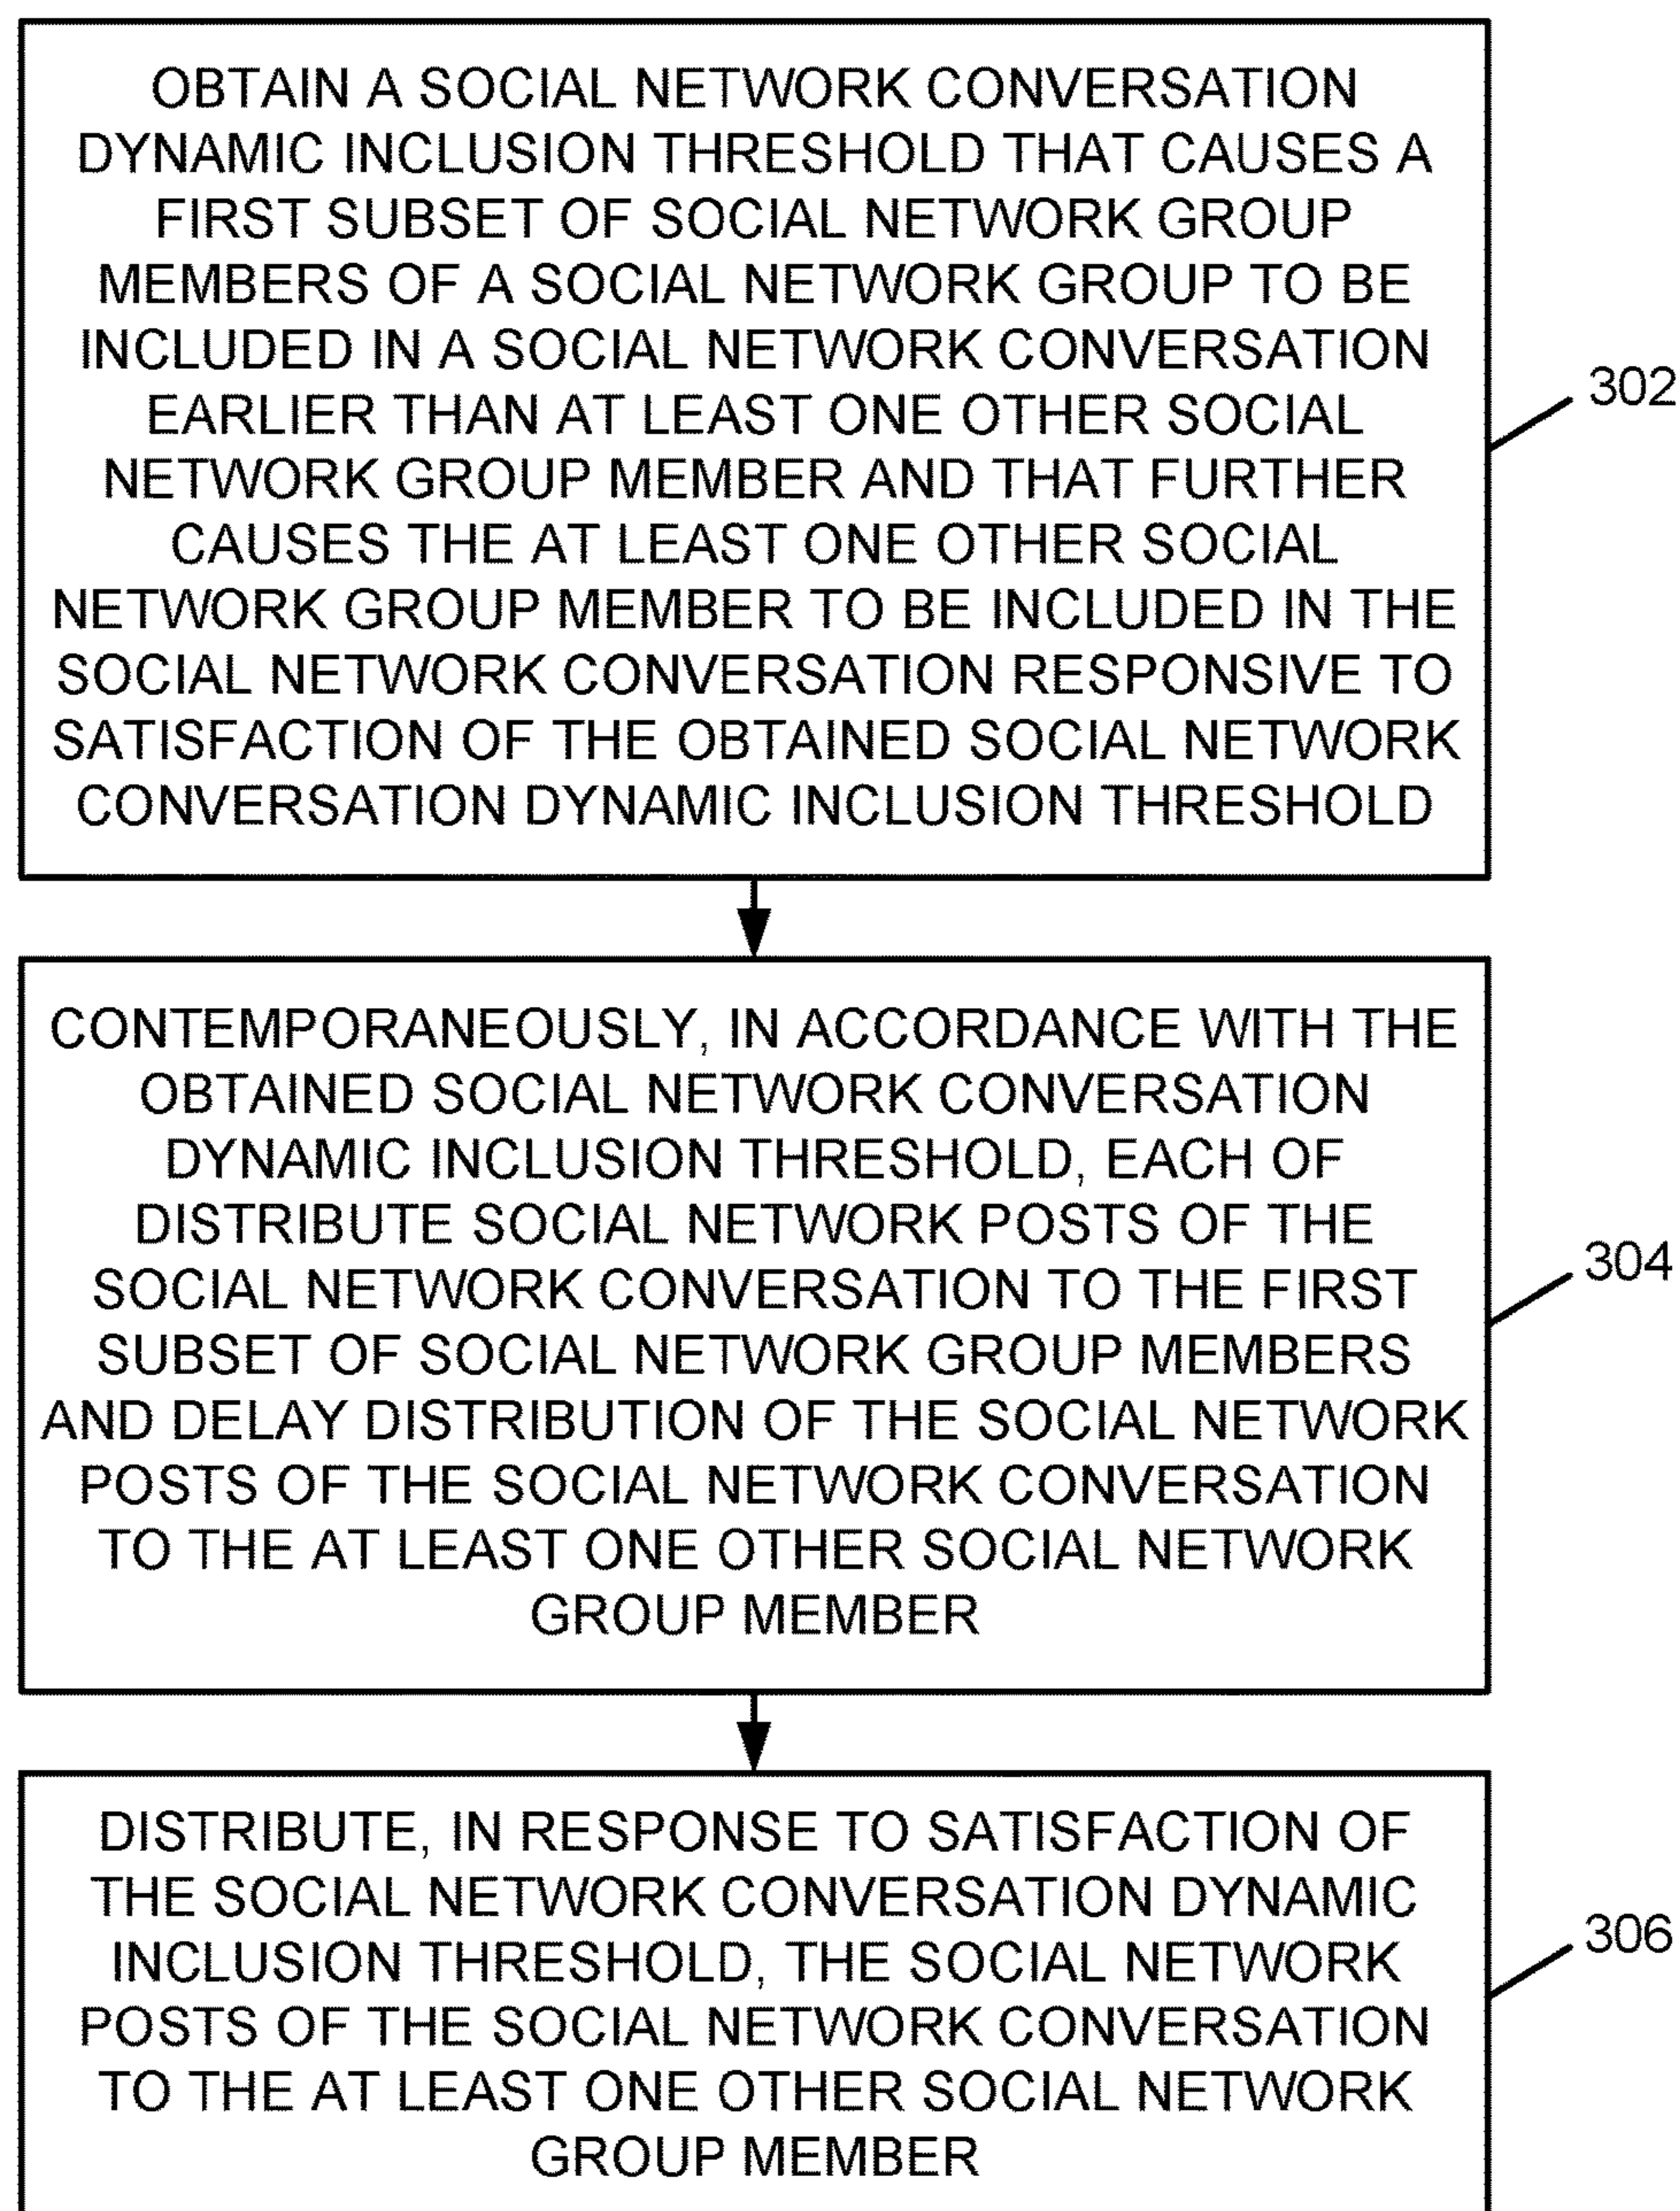 OBTAIN A SOCIAL NETWORK CONVERSATION
DYNAMIC INCLUSION THRESHOLD THAT CAUSES A
FIRST SUBSET OF SOCIAL NETWORK GROUP
MEMBERS OF A SOCIAL NETWORK GROUP TO BE
INCLUDED IN A SOCIAL NETWORK CONVERSATION
EARLIER THAN AT LEAST ONE OTHER SOCIAL
NETWORK GROUP MEMBER AND THAT FURTHER
CAUSES THE AT LEAST ONE OTHER SOCIAL
NETWORK GROUP MEMBER TO BE INCLUDED IN THE
SOCIAL NETWORK CONVERSATION RESPONSIVE TO
SATISFACTION OF THE OBTAINED SOCIAL NETWORK
CONVERSATION DYNAMIC INCLUSION THRESHOLD
302
CONTEMPORANEOUSLY, IN ACCORDANCE WITH THE
OBTAINED SOCIAL NETWORK CONVERSATION
DYNAMIC INCLUSION THRESHOLD, EACH OF
DISTRIBUTE SOCIAL NETWORK POSTS OF THE
SOCIAL NETWORK CONVERSATION TO THE FIRST
SUBSET OF SOCIAL NETWORK GROUP MEMBERS
AND DELAY DISTRIBUTION OF THE SOCIAL NETWORK
POSTS OF THE SOCIAL NETWORK CONVERSATION
TO THE AT LEAST ONE OTHER SOCIAL NETWORK
GROUP MEMBER
304
DISTRIBUTE, IN RESPONSE TO SATISFACTION OF
THE SOCIAL NETWORK CONVERSATION DYNAMIC
INCLUSION THRESHOLD, THE SOCIAL NETWORK
POSTS OF THE SOCIAL NETWORK CONVERSATION
TO THE AT LEAST ONE OTHER SOCIAL NETWORK
GROUP MEMBER
306